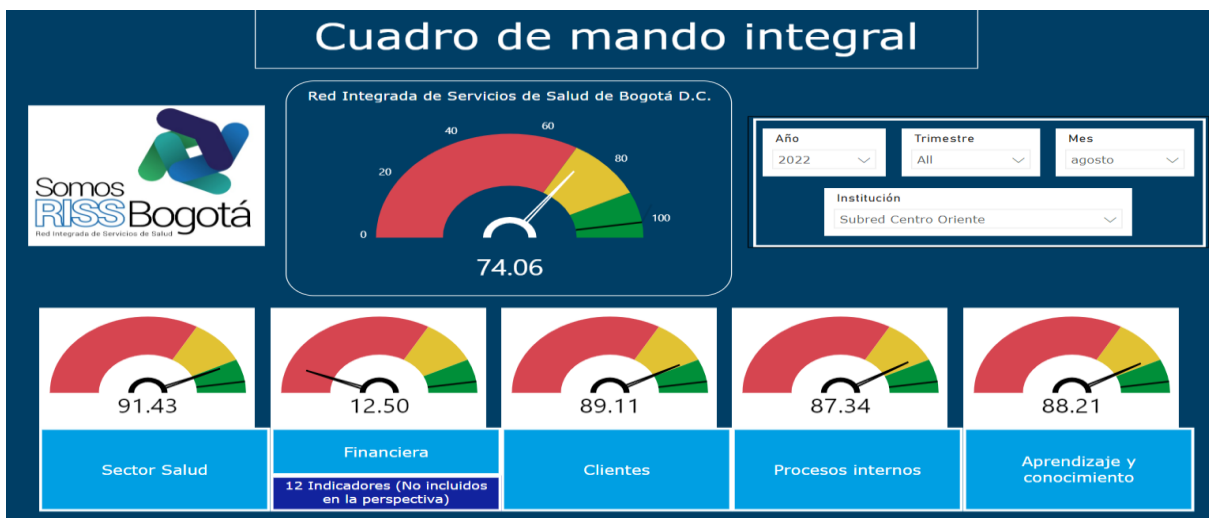 Cuadro de mando integral
Somos
RISSBogotá
Red Integrada de Servicios de Salud
Red Integrada de Servicios de Salud de Bogotá D.C.
0
20
40
60
80
100
74.06
Año
2022
Trimestre
All
Mes
agosto
Institución
Subred Centro Oriente
91.43
Sector Salud
12.50
Financiera
12 Indicadores (No incluidos
en la perspectiva)
89.11
Clientes
87.34
Procesos internos
88.21
Aprendizaje y
conocimiento